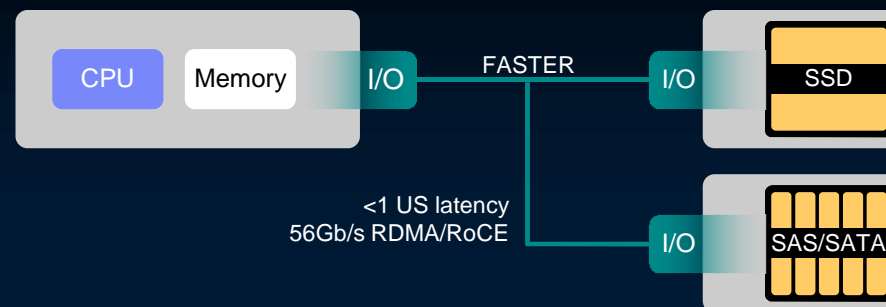 CPU
Memory
I/O
FASTER
I/O
SSD
<1 US latency
56Gb/s RDMA/RoCE
I/O
SAS/SATA